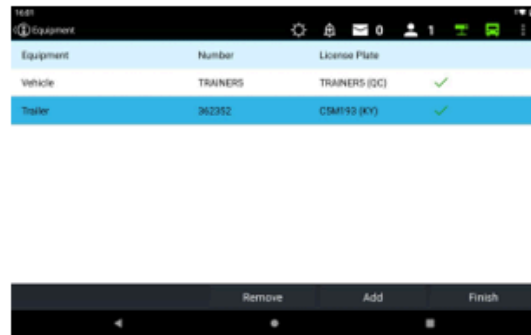 16:01
Equipment 0 1
Equipment Number License Plate
Vehicle TRAINERS TRAINERS (QC)
Trailer 362352 CSM193 (KY)
Remove Add Finish